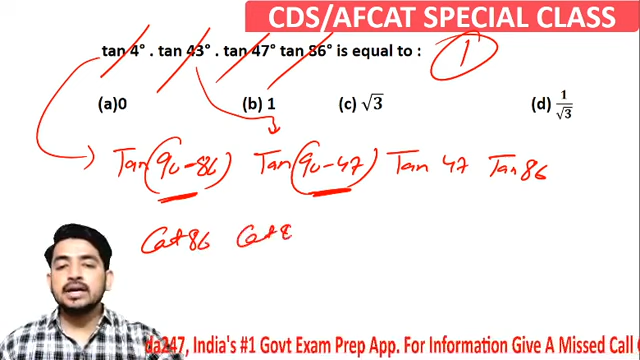 CDS/AFCAT SPECIAL CLASS
tan 4° . tan 43° . tan 47° tan 86° is equal to :
1
(a)0 (b) 1 (c) √3 (d) 1/√3
Tan (90-86) Tan (90-47) Tan 47 Tan 86
Cot 86 Cot 8
da247, India's #1 Govt Exam Prep App. For Information Give A Missed Call